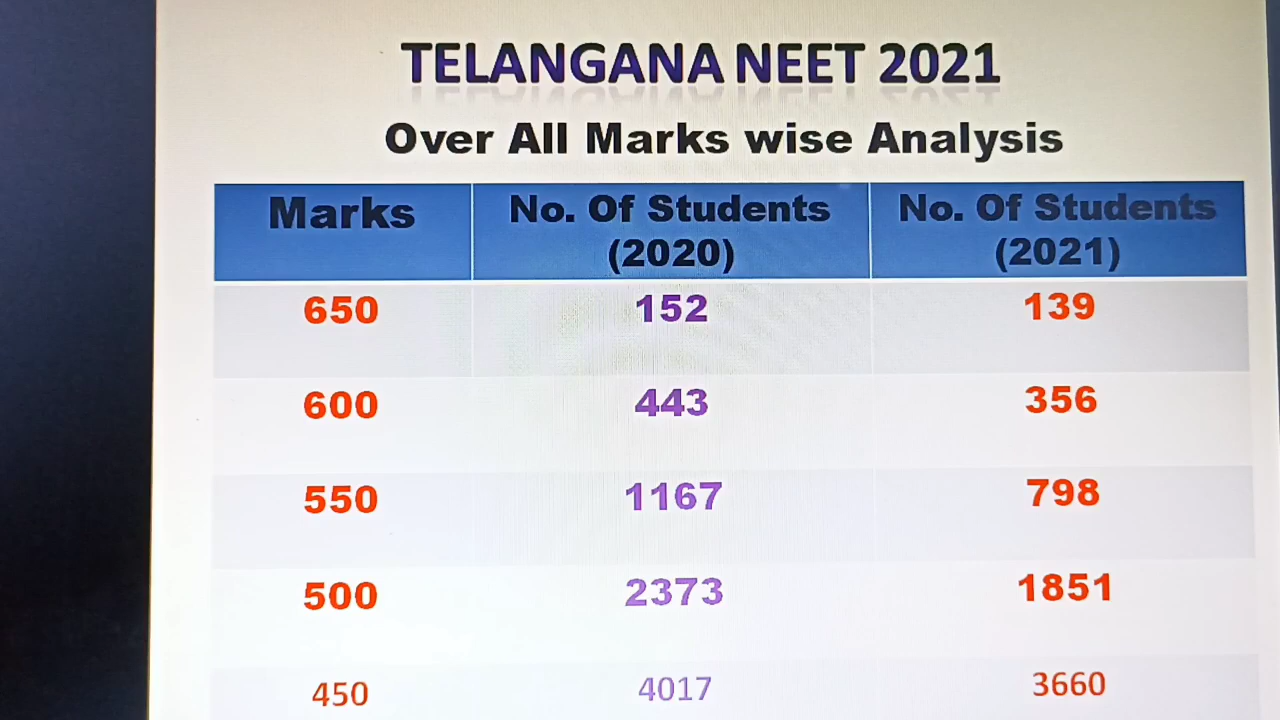 TELANGANA NEET 2021
Over All Marks wise Analysis
Marks No. Of Students (2020) No. Of Students (2021)
650 152 139
600 443 356
550 1167 798
500 2373 1851
450 4017 3660